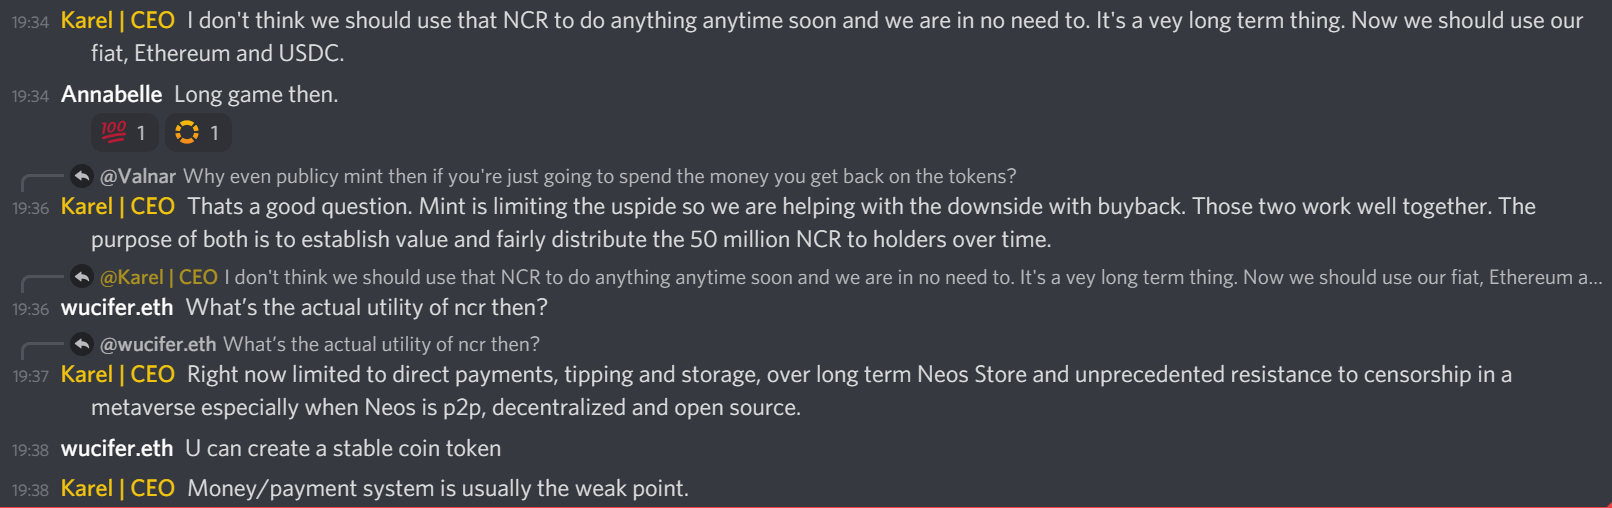 19:34 Karel | CEO I don't think we should use that NCR to do anything anytime soon and we are in no need to. It's a vey long term thing. Now we should use our
fiat, Ethereum and USDC.
19:34 Annabelle Long game then.
100 1 1
@Valnar Why even publicy mint then if you're just going to spend the money you get back on the tokens?
19:36 Karel | CEO Thats a good question. Mint is limiting the uspide so we are helping with the downside with buyback. Those two work well together. The
purpose of both is to establish value and fairly distribute the 50 million NCR to holders over time.
@Karel | CEO I don't think we should use that NCR to do anything anytime soon and we are in no need to. It's a vey long term thing. Now we should use our fiat, Ethereum a...
19:36 wucifer.eth What's the actual utility of ncr then?
@wucifer.eth What's the actual utility of ncr then?
19:37 Karel | CEO Right now limited to direct payments, tipping and storage, over long term Neos Store and unprecedented resistance to censorship in a
metaverse especially when Neos is p2p, decentralized and open source.
19:38 wucifer.eth U can create a stable coin token
19:38 Karel | CEO Money/payment system is usually the weak point.